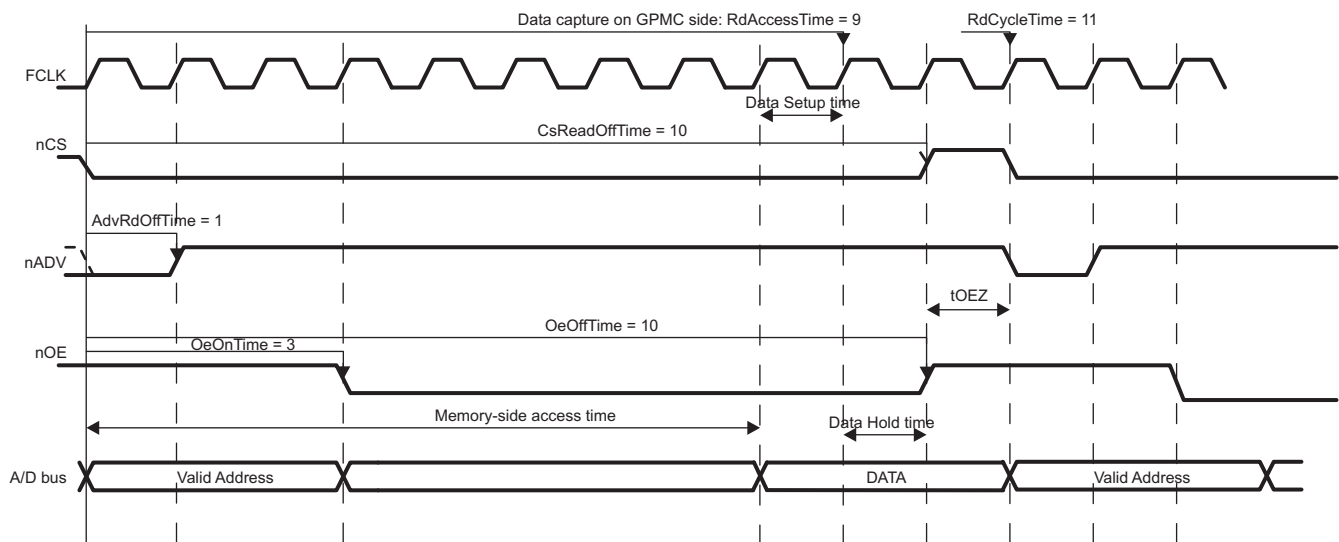 Data capture on GPMC side: RdAccessTime = 9
RdCycleTime = 11
FCLK
Data Setup time
CsReadOffTime = 10
nCS
AdvRdOffTime = 1
nADV
tOEZ
OeOffTime = 10
OeOnTime = 3
nOE
Memory-side access time
Data Hold time
A/D bus
Valid Address
DATA
Valid Address